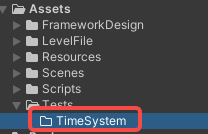 Assets
FrameworkDesign
LevelFile
Resources
Scenes
Scripts
Tests
TimeSystem